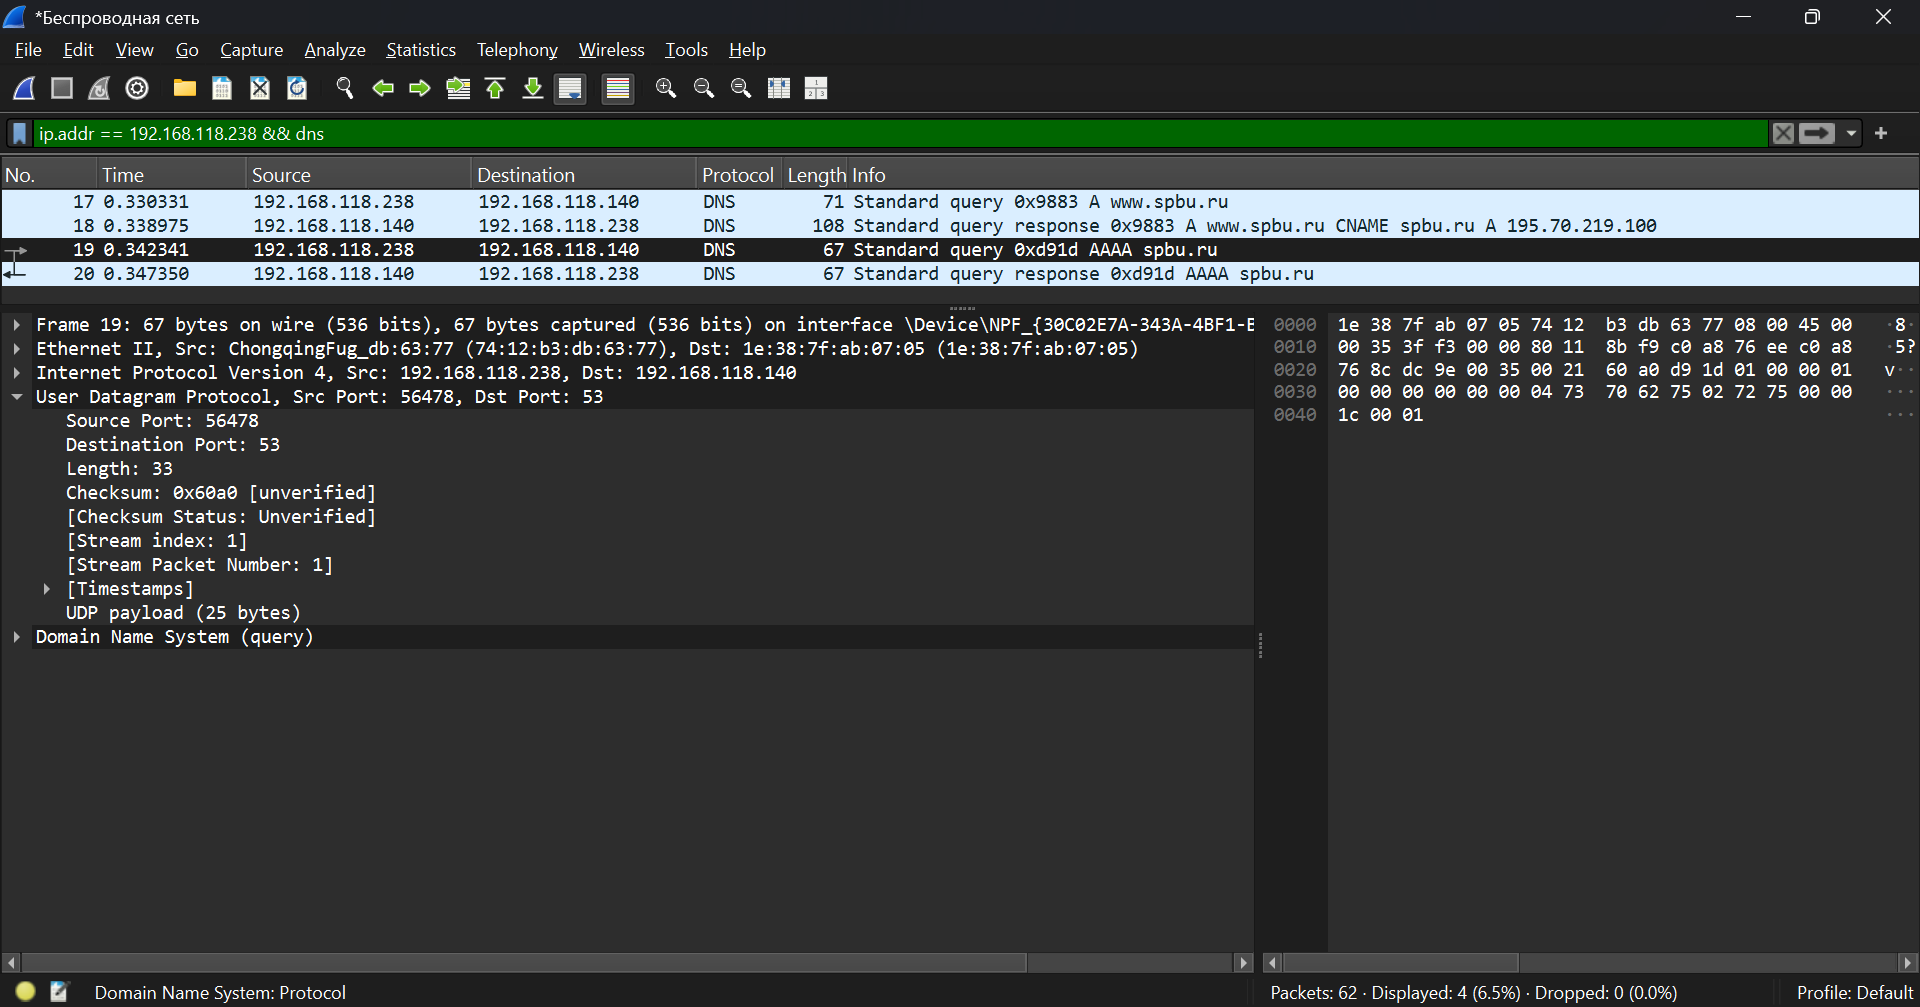 *Беспроводная сеть
File Edit View Go Capture Analyze Statistics Telephony Wireless Tools Help
ip.addr == 192.168.118.238 && dns
No. Time Source Destination Protocol Length Info
17 0.330331 192.168.118.238 192.168.118.140 DNS 71 Standard query 0x9883 A www.spbu.ru
18 0.338975 192.168.118.140 192.168.118.238 DNS 108 Standard query response 0x9883 A www.spbu.ru CNAME spbu.ru A 195.70.219.100
19 0.342341 192.168.118.238 192.168.118.140 DNS 67 Standard query 0xd91d AAAA spbu.ru
20 0.347350 192.168.118.140 192.168.118.238 DNS 67 Standard query response 0xd91d AAAA spbu.ru
Frame 19: 67 bytes on wire (536 bits), 67 bytes captured (536 bits) on interface \Device\NPF_{30C02E7A-343A-4BF1-E
Ethernet II, Src: ChongqingFug_db:63:77 (74:12:b3:db:63:77), Dst: 1e:38:7f:ab:07:05 (1e:38:7f:ab:07:05)
Internet Protocol Version 4, Src: 192.168.118.238, Dst: 192.168.118.140
User Datagram Protocol, Src Port: 56478, Dst Port: 53
Source Port: 56478
Destination Port: 53
Length: 33
Checksum: 0x60a0 [unverified]
[Checksum Status: Unverified]
[Stream index: 1]
[Stream Packet Number: 1]
[Timestamps]
UDP payload (25 bytes)
Domain Name System (query)
0000 1e 38 7f ab 07 05 74 12 b3 db 63 77 08 00 45 00 ·8·
0010 00 35 3f f3 00 00 80 11 8b f9 c0 a8 76 ee c0 a8 ·5?
0020 76 8c dc 9e 00 35 00 21 60 a0 d9 1d 01 00 00 01 v··
0030 00 00 00 00 00 00 04 73 70 62 75 02 72 75 00 00 ···
0040 1c 00 01 ···
Domain Name System: Protocol
Packets: 62 · Displayed: 4 (6.5%) · Dropped: 0 (0.0%)
Profile: Default